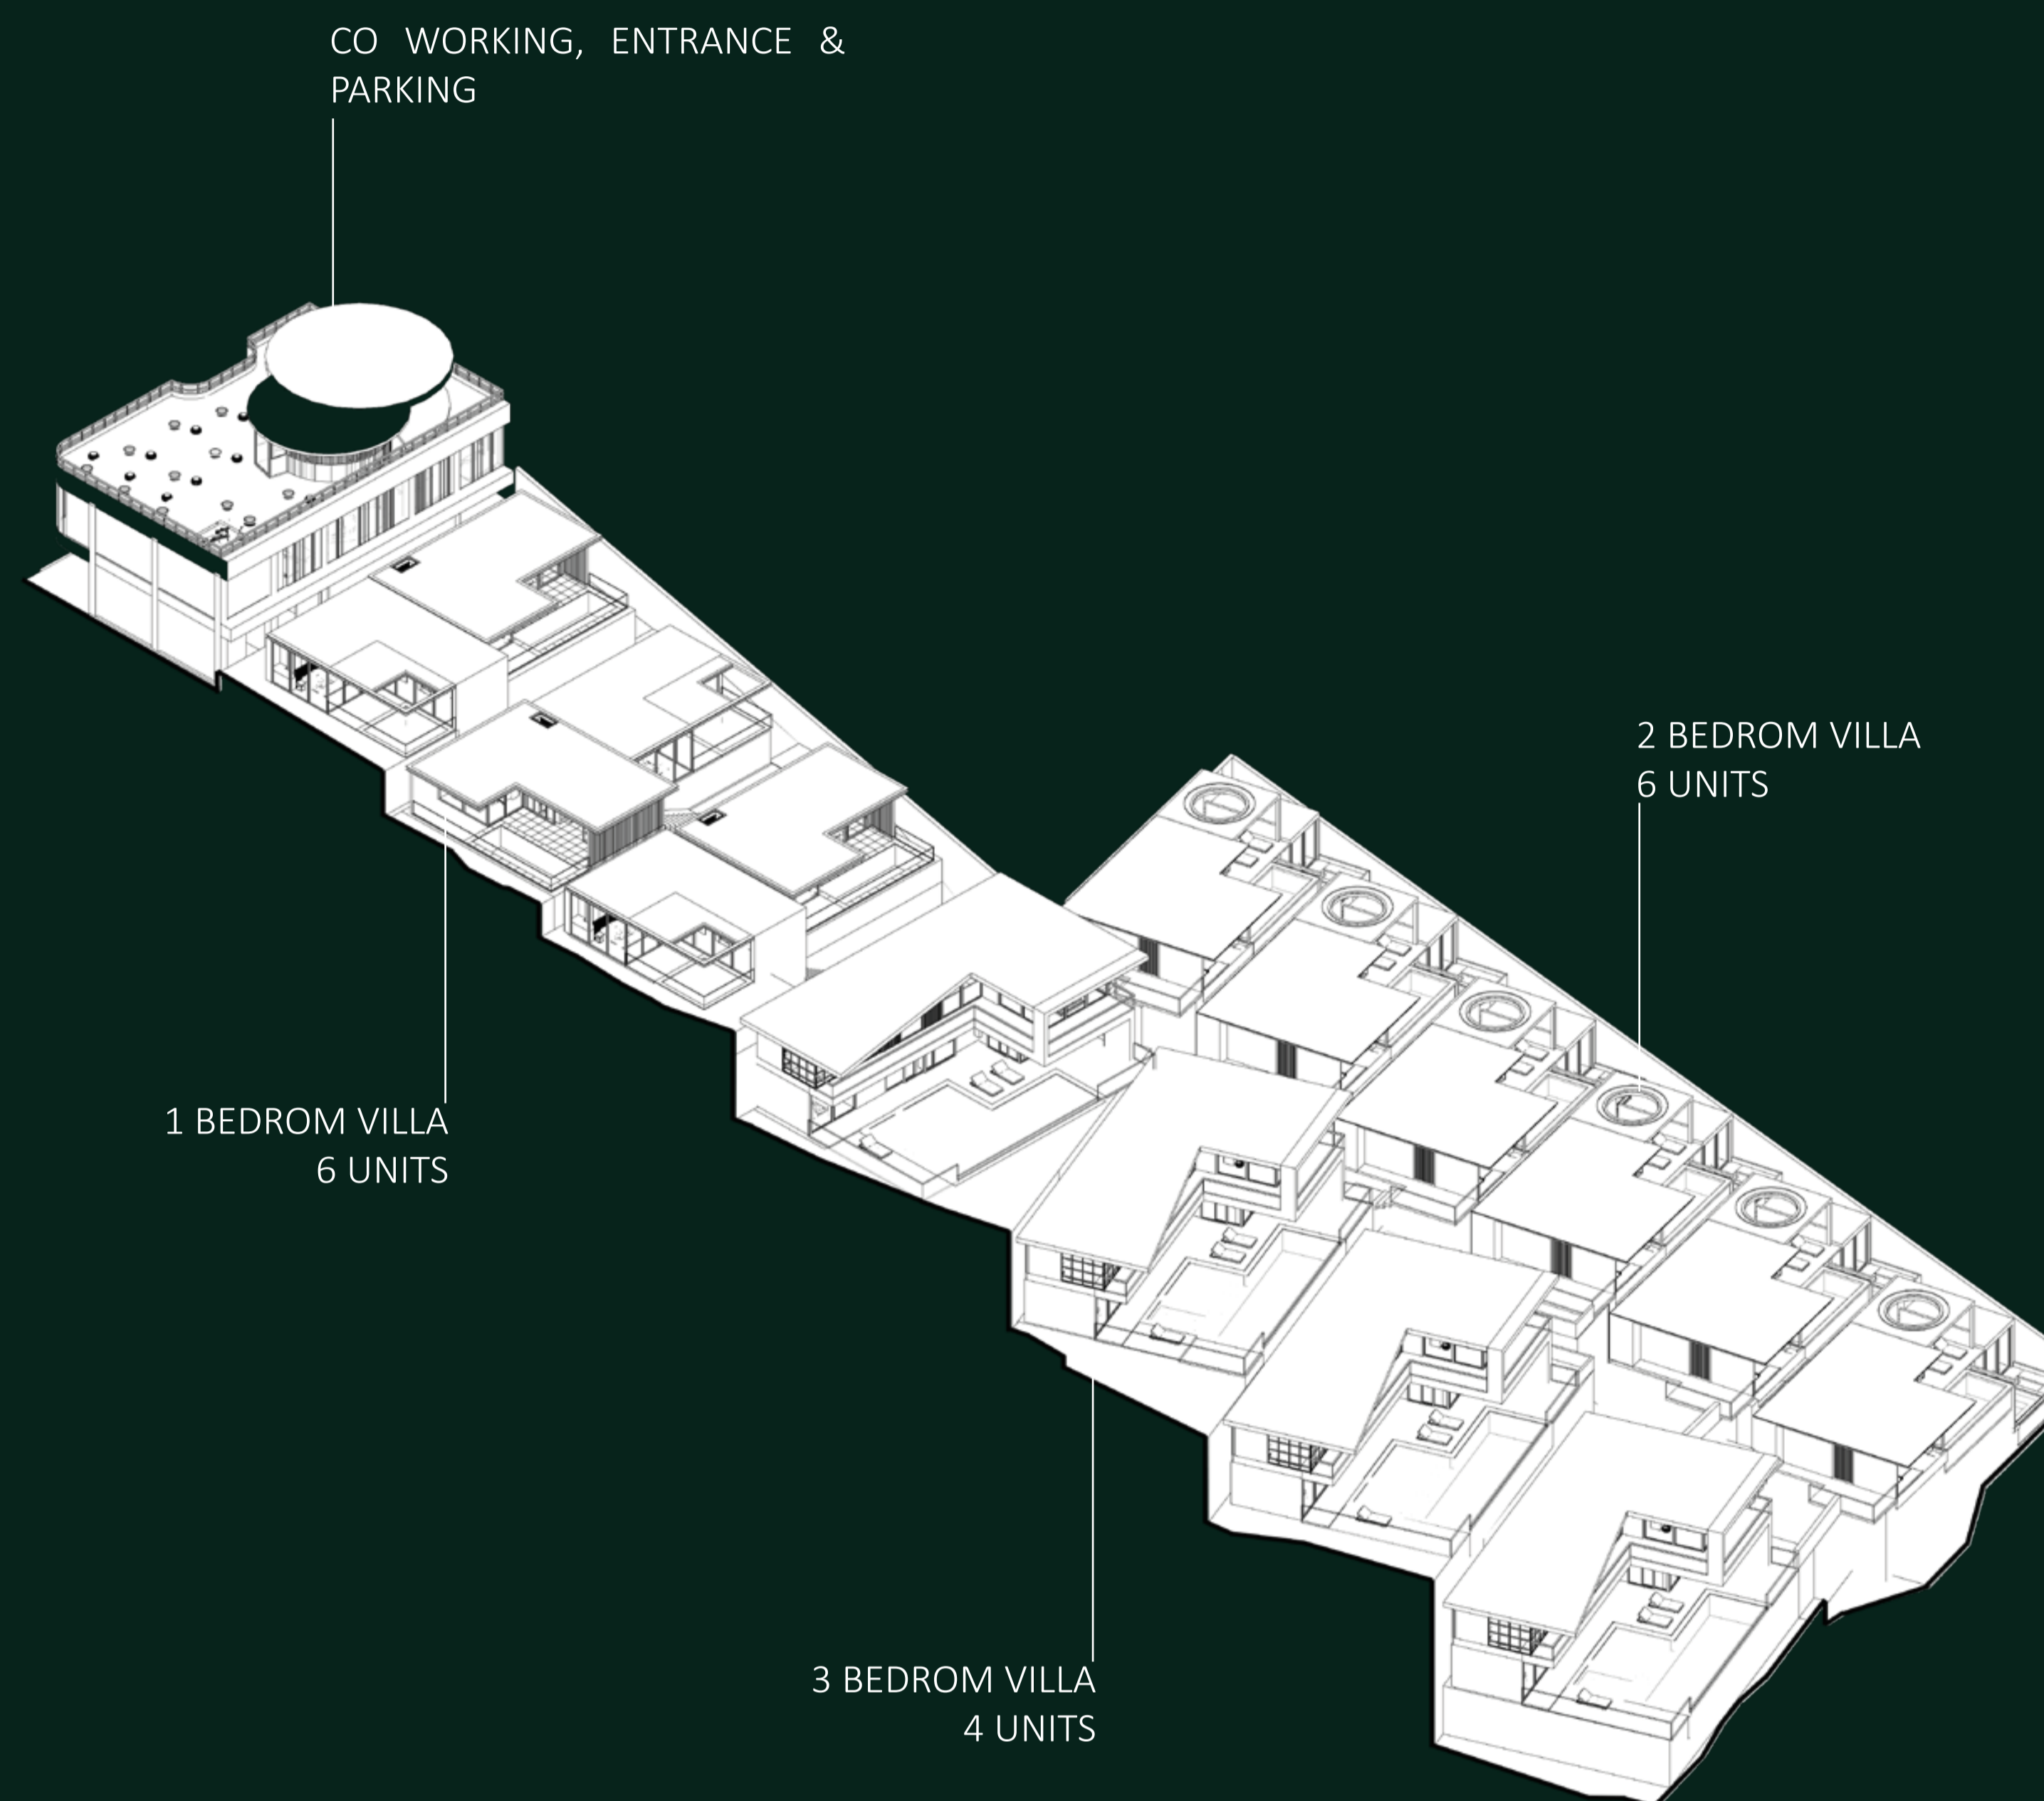 CO WORKING, ENTRANCE &
PARKING
2 BEDROM VILLA
6 UNITS
1 BEDROM VILLA
6 UNITS
3 BEDROM VILLA
4 UNITS